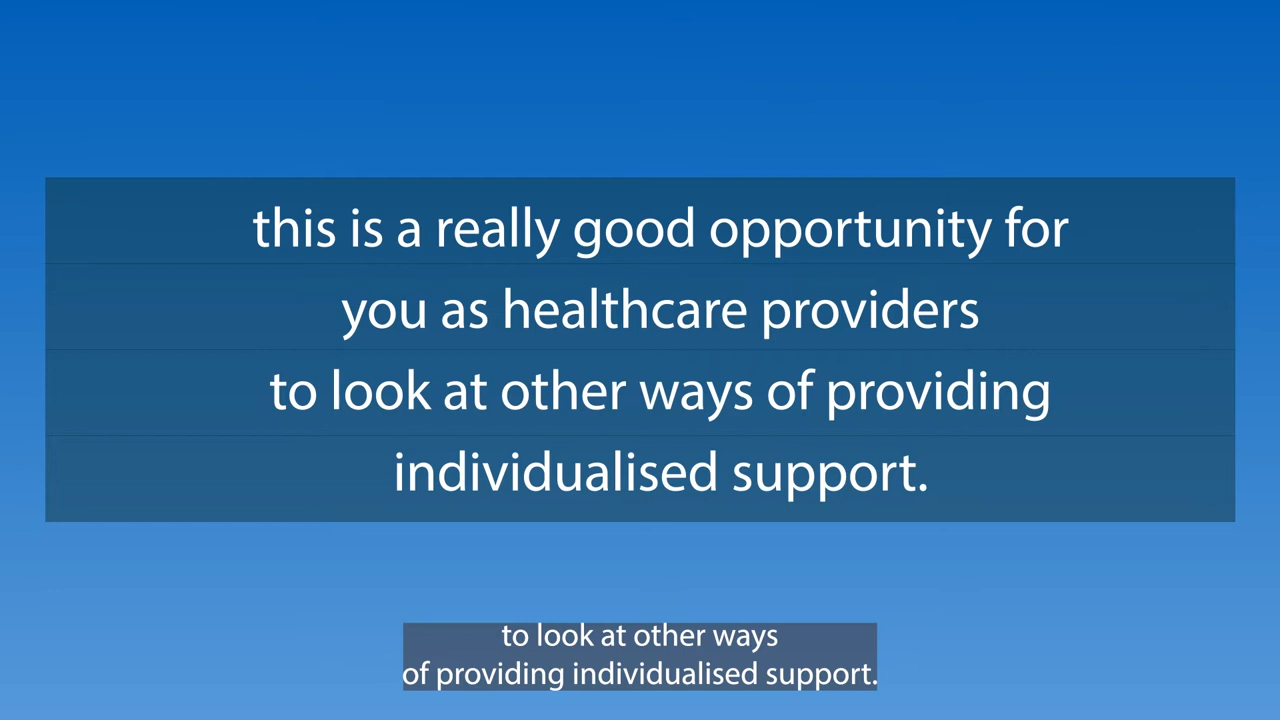 this is a really good opportunity for
you as healthcare providers
to look at other ways of providing
individualised support.
to look at other ways
of providing individualised support.